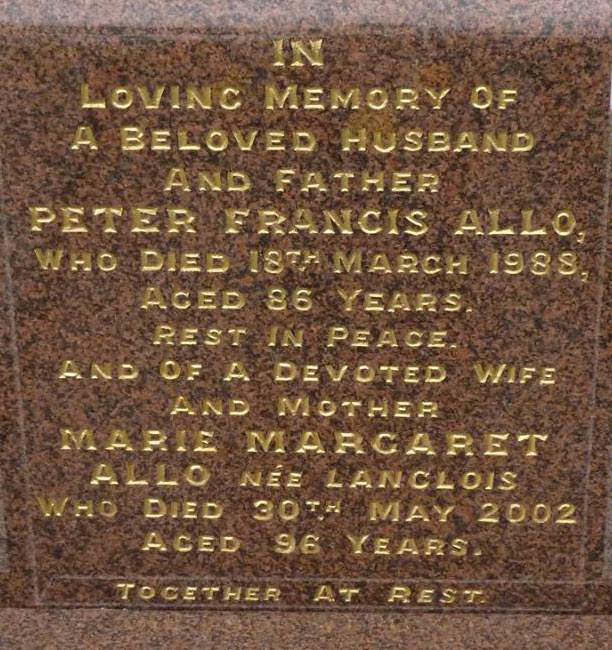 IN
LOVING MEMORY OF
A BELOVED HUSBAND
AND FATHER
PETER FRANCIS ALLO,
WHO DIED 18TH MARCH 1988,
AGED 86 YEARS.
REST IN PEACE.
AND OF A DEVOTED WIFE
AND MOTHER
MARIE MARGARET
ALLO NÉE LANGLOIS
WHO DIED 30TH MAY 2002
AGED 96 YEARS.
TOGETHER AT REST.